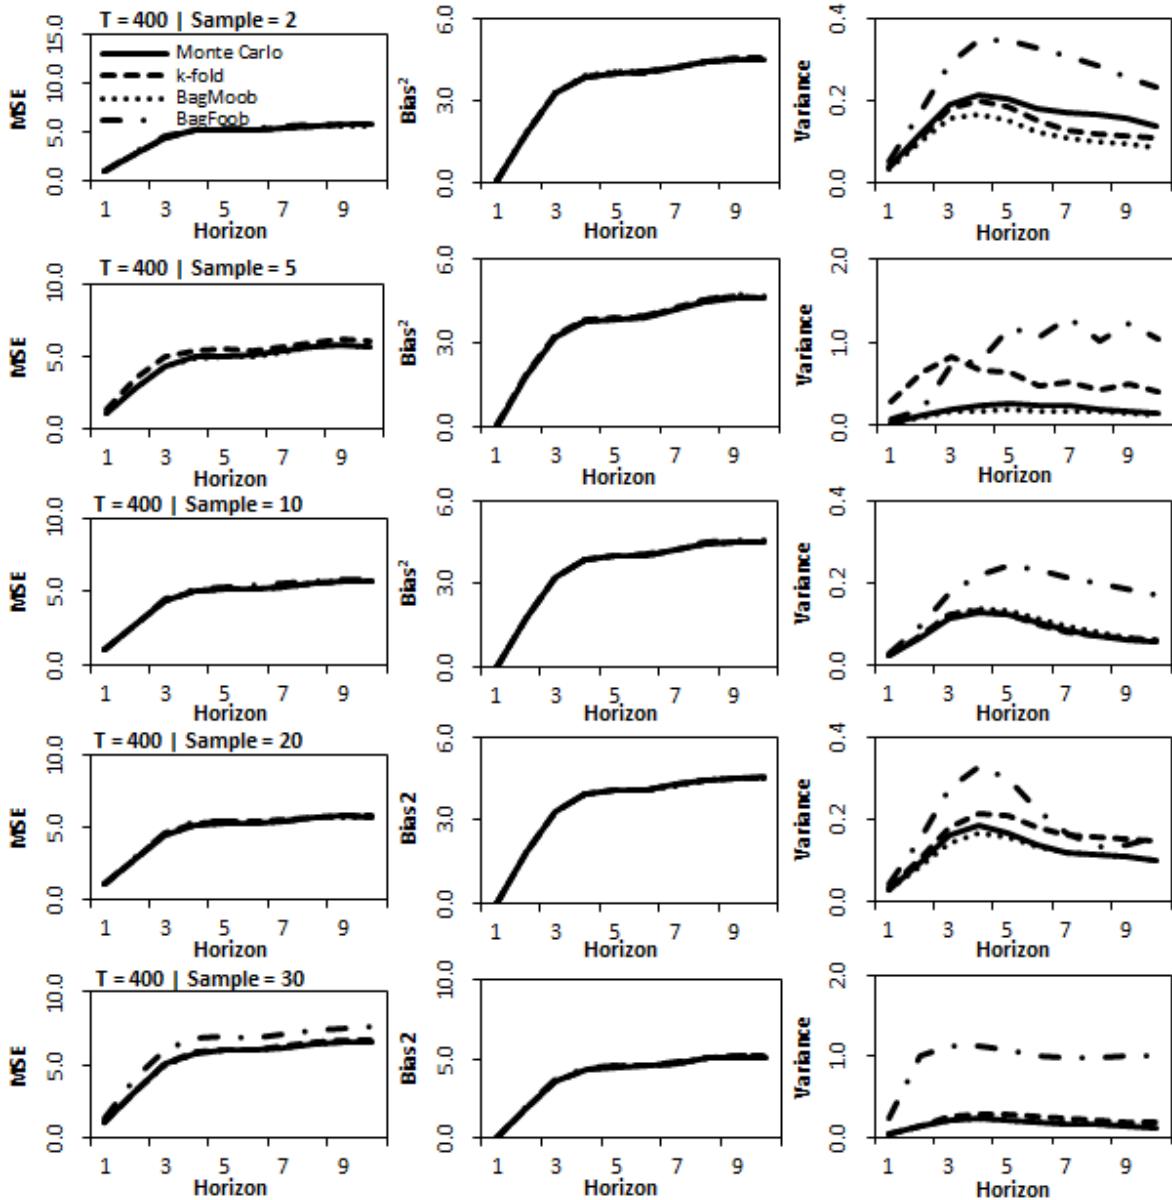 T = 400 | Sample = 2
MSE
15.0
10.0
5.0
0.0
Monte Carlo
k-fold
BagMoob
BagFoob
1 3 5 7 9
Horizon
Bias²
6.0
3.0
0.0
1 3 5 7 9
Horizon
Variance
0.4
0.2
0.0
1 3 5 7 9
Horizon
T = 400 | Sample = 5
MSE
10.0
5.0
0.0
1 3 5 7 9
Horizon
Bias²
6.0
3.0
0.0
1 3 5 7 9
Horizon
Variance
2.0
1.0
0.0
1 3 5 7 9
Horizon
T = 400 | Sample = 10
MSE
10.0
5.0
0.0
1 3 5 7 9
Horizon
Bias²
6.0
3.0
0.0
1 3 5 7 9
Horizon
Variance
0.4
0.2
0.0
1 3 5 7 9
Horizon
T = 400 | Sample = 20
MSE
10.0
5.0
0.0
1 3 5 7 9
Horizon
Bias 2
6.0
3.0
0.0
1 3 5 7 9
Horizon
Variance
0.4
0.2
0.0
1 3 5 7 9
Horizon
T = 400 | Sample = 30
MSE
10.0
5.0
0.0
1 3 5 7 9
Horizon
Bias 2
10.0
5.0
0.0
1 3 5 7 9
Horizon
Variance
2.0
1.0
0.0
1 3 5 7 9
Horizon